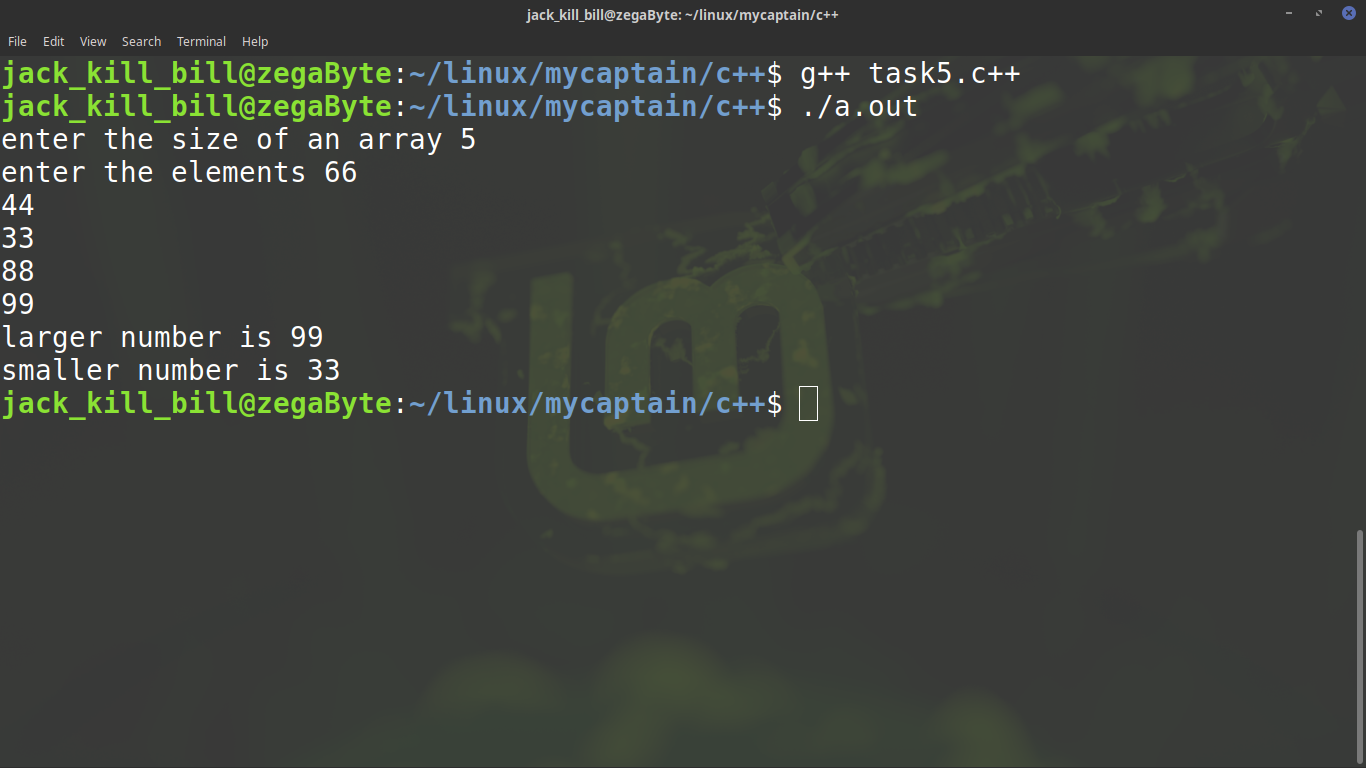 jack_kill_bill@zegaByte: ~/linux/mycaptain/c++
File Edit View Search Terminal Help
jack_kill_bill@zegaByte:~/linux/mycaptain/c++$ g++ task5.c++
jack_kill_bill@zegaByte:~/linux/mycaptain/c++$ ./a.out
enter the size of an array 5
enter the elements 66
44
33
88
99
larger number is 99
smaller number is 33
jack_kill_bill@zegaByte:~/linux/mycaptain/c++$